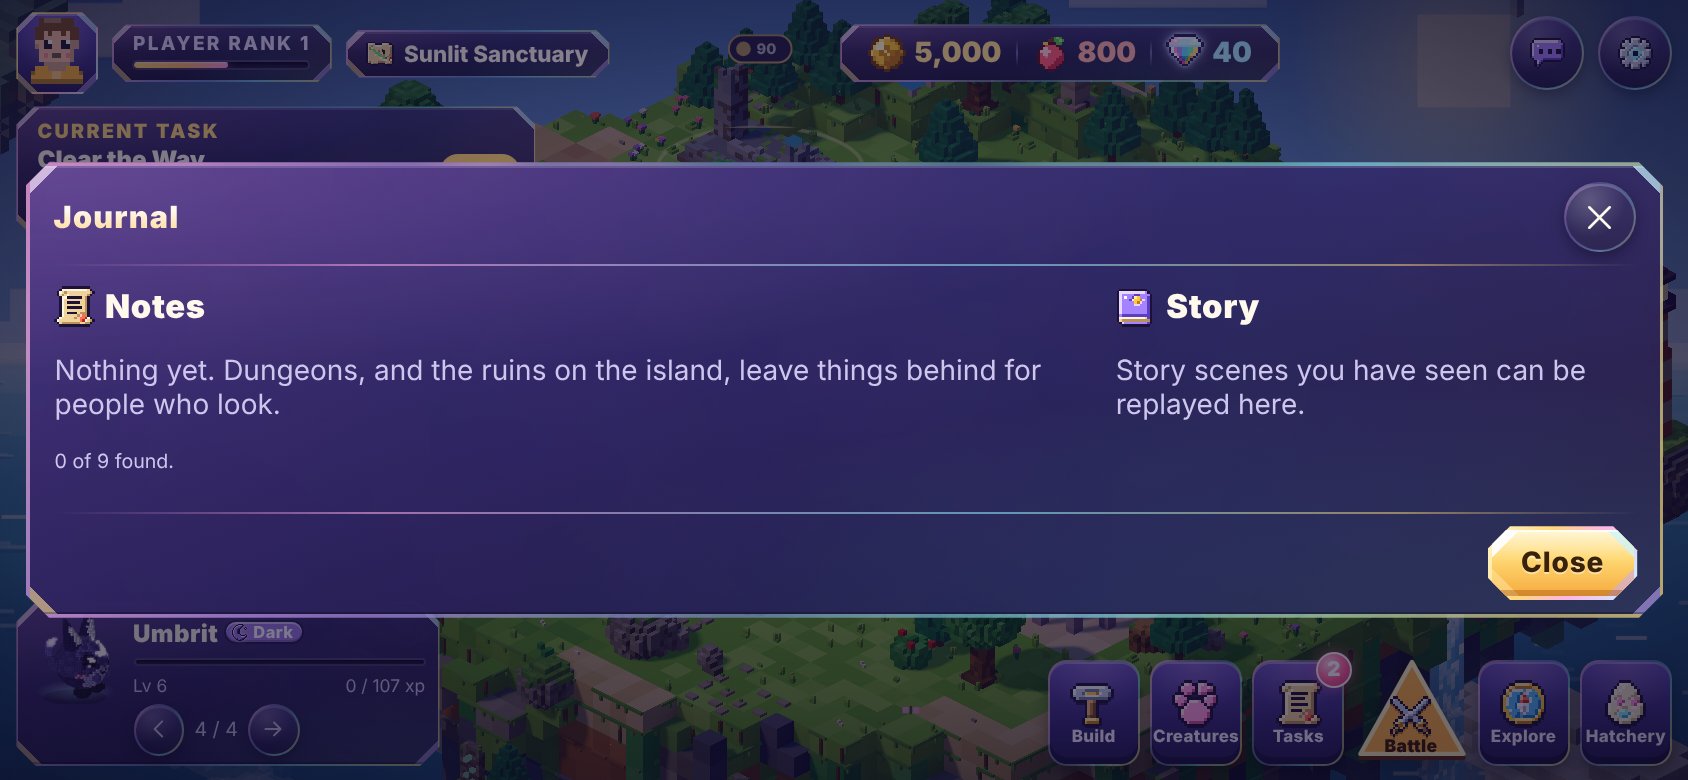 PLAYER RANK 1
Sunlit Sanctuary
90
5,000
800
40
CURRENT TASK
Clear the Way
Journal
Notes
Nothing yet. Dungeons, and the ruins on the island, leave things behind for
people who look.
0 of 9 found.
Story
Story scenes you have seen can be
replayed here.
Close
Umbrit
Dark
Lv 6
0 / 107 xp
4 / 4
Build
Creatures
2
Tasks
Battle
Explore
Hatchery